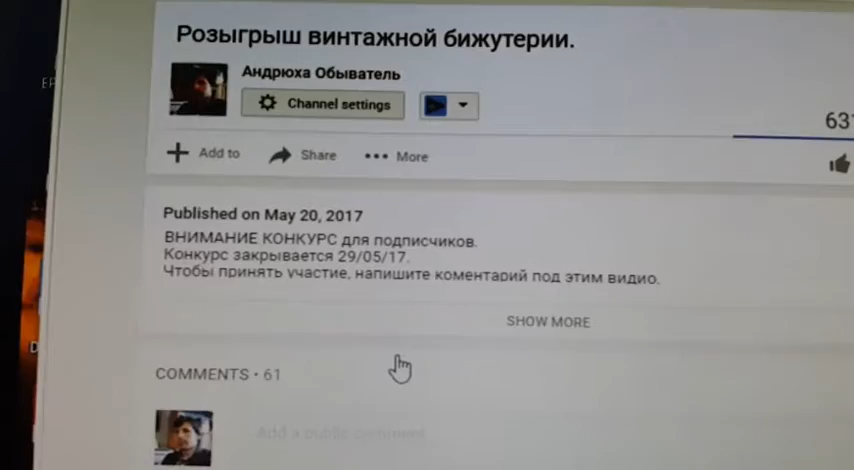 Розыгрыш винтажной бижутерии.
Андрюха Обыватель
Channel settings
631
Add to Share More
Published on May 20, 2017
ВНИМАНИЕ КОНКУРС для подписчиков.
Конкурс закрывается 29/05/17.
Чтобы принять участие, напишите коментарий под этим видио.
SHOW MORE
COMMENTS • 61
Add a public comment